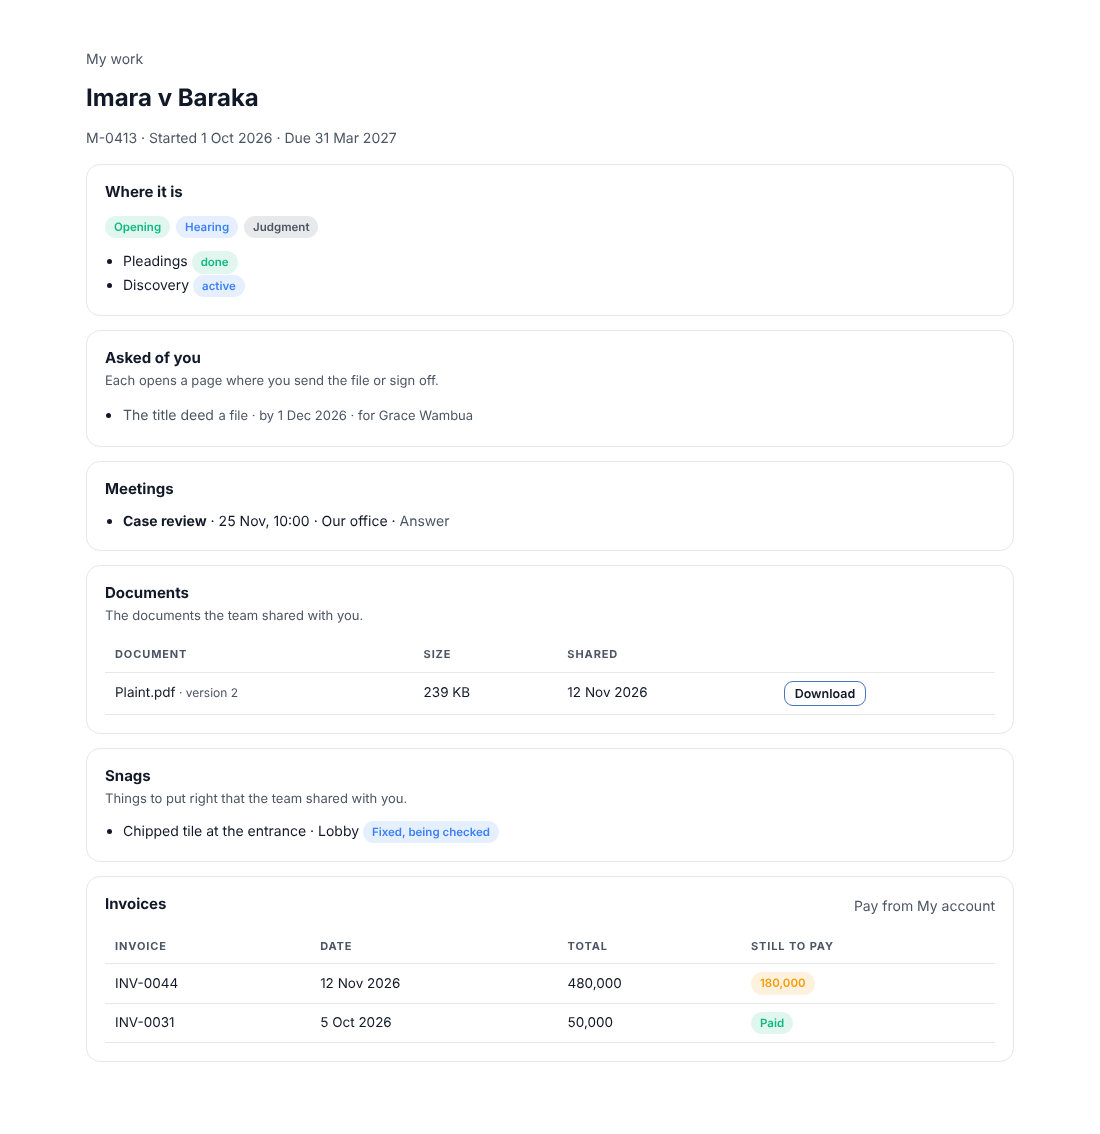 My work
Imara v Baraka
M-0413 · Started 1 Oct 2026 · Due 31 Mar 2027
Where it is
Opening Hearing Judgment
• Pleadings done
• Discovery active
Asked of you
Each opens a page where you send the file or sign off.
• The title deed a file · by 1 Dec 2026 · for Grace Wambua
Meetings
• Case review · 25 Nov, 10:00 · Our office · Answer
Documents
The documents the team shared with you.
DOCUMENT SIZE SHARED
Plaint.pdf · version 2 239 KB 12 Nov 2026 Download
Snags
Things to put right that the team shared with you.
• Chipped tile at the entrance · Lobby Fixed, being checked
Invoices Pay from My account
INVOICE DATE TOTAL STILL TO PAY
INV-0044 12 Nov 2026 480,000 180,000
INV-0031 5 Oct 2026 50,000 Paid